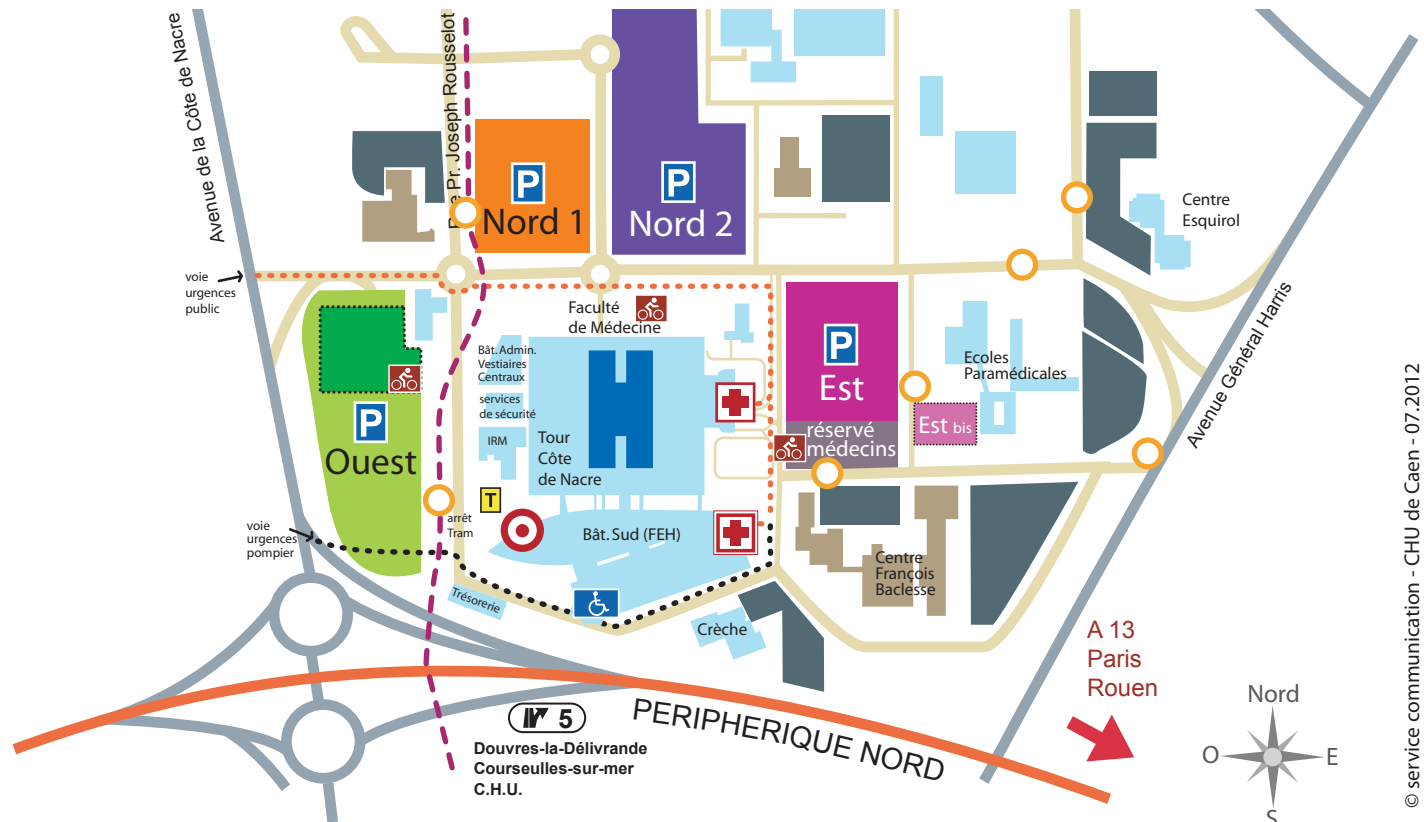 Avenue de la Côte de Nacre
Pr. Joseph Rousselot
P
Nord 1
P
Nord 2
Centre
Esquirol
voie
urgences
public
Faculté
de Médecine
Bât. Admin.
Vestiaires
Centraux
services
de sécurité
IRM
Tour
Côte
de Nacre
H
P
Ouest
P
Est
réservé
médecins
Est bis
Ecoles
Paramédicales
Avenue Général Harris
T
arrêt
Tram
voie
urgences
pompier
Bât. Sud (FEH)
Trésorerie
Crèche
Centre
François
Baclesse
A 13
Paris
Rouen
5
Douvres-la-Délivrande
Courseulles-sur-mer
C.H.U.
PERIPHERIQUE NORD
Nord
O
E
S
© service communication - CHU de Caen - 07.2012